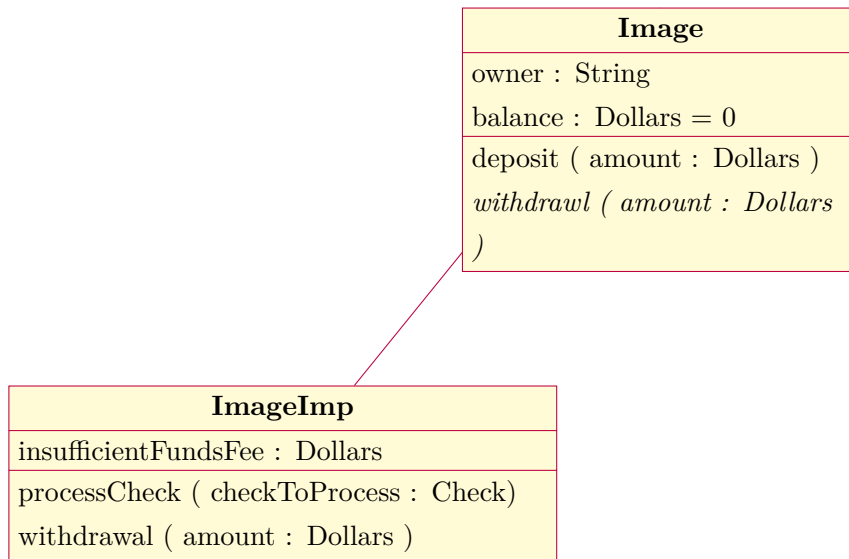 Image
owner : String
balance : Dollars = 0
deposit ( amount : Dollars )
withdrawl ( amount : Dollars
)
ImageImp
insufficientFundsFee : Dollars
processCheck ( checkToProcess : Check)
withdrawal ( amount : Dollars )